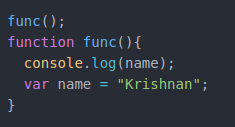 func();
function func(){
  console.log(name);
  var name = "Krishnan";
}